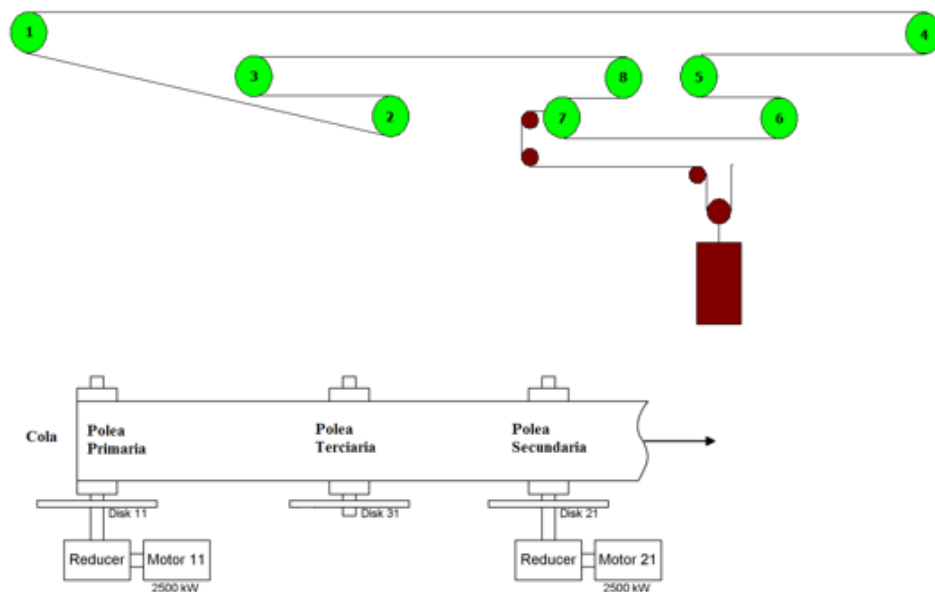 1
4
3
8
5
2
7
6
Cola
Polea
Primaria
Polea
Terciaria
Polea
Secundaria
Disk 11
Disk 31
Disk 21
Reducer
Motor 11
2500 kW
Reducer
Motor 21
2500 kW